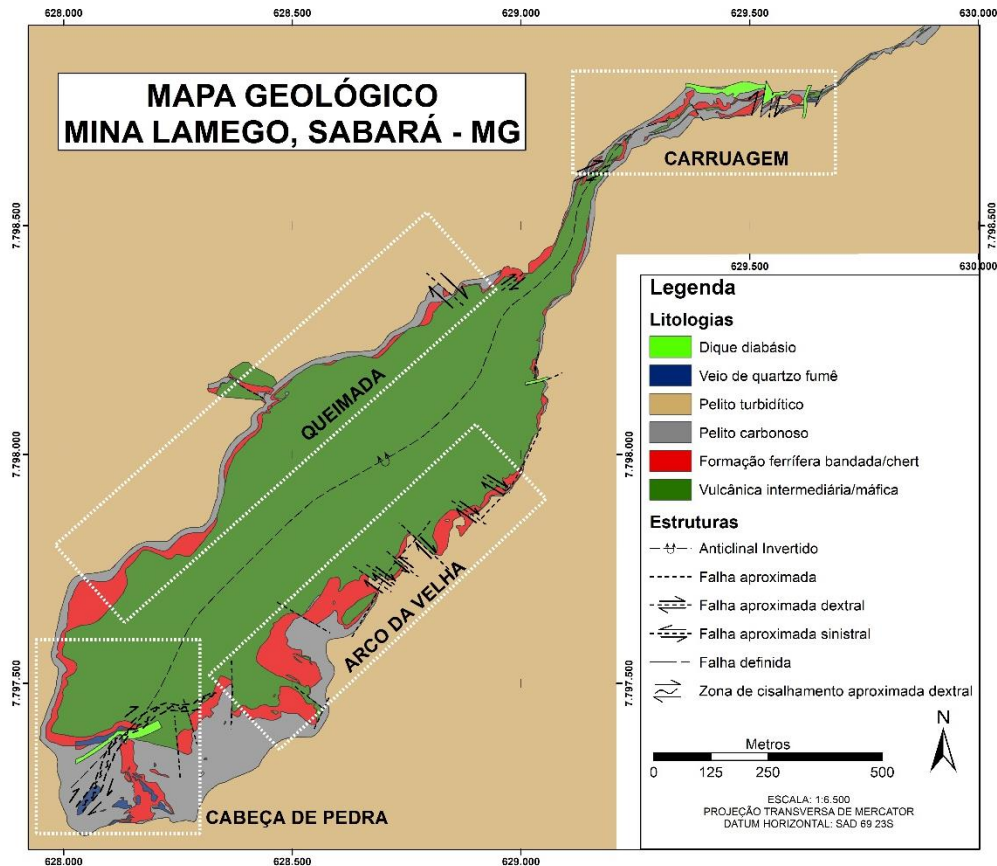 628.000
628.500
629.000
629.500
630.000
MAPA GEOLÓGICO
MINA LAMEGO, SABARÁ - MG
CARRUAGEM
7.798.500
7.798.500
QUEIMADA
7.798.000
7.798.000
ARCO DA VELHA
7.797.500
7.797.500
CABEÇA DE PEDRA
628.000
628.500
629.000
629.500
630.000
Legenda
Litologias
Dique diabásio
Veio de quartzo fumê
Pelito turbidítico
Pelito carbonoso
Formação ferrífera bandada/chert
Vulcânica intermediária/máfica
Estruturas
Anticlinal Invertido
Falha aproximada
Falha aproximada dextral
Falha aproximada sinistral
Falha definida
Zona de cisalhamento aproximada dextral
N
Metros
0 125 250 500
ESCALA: 1:6.500
PROJEÇÃO TRANSVERSA DE MERCATOR
DATUM HORIZONTAL: SAD 69 23S